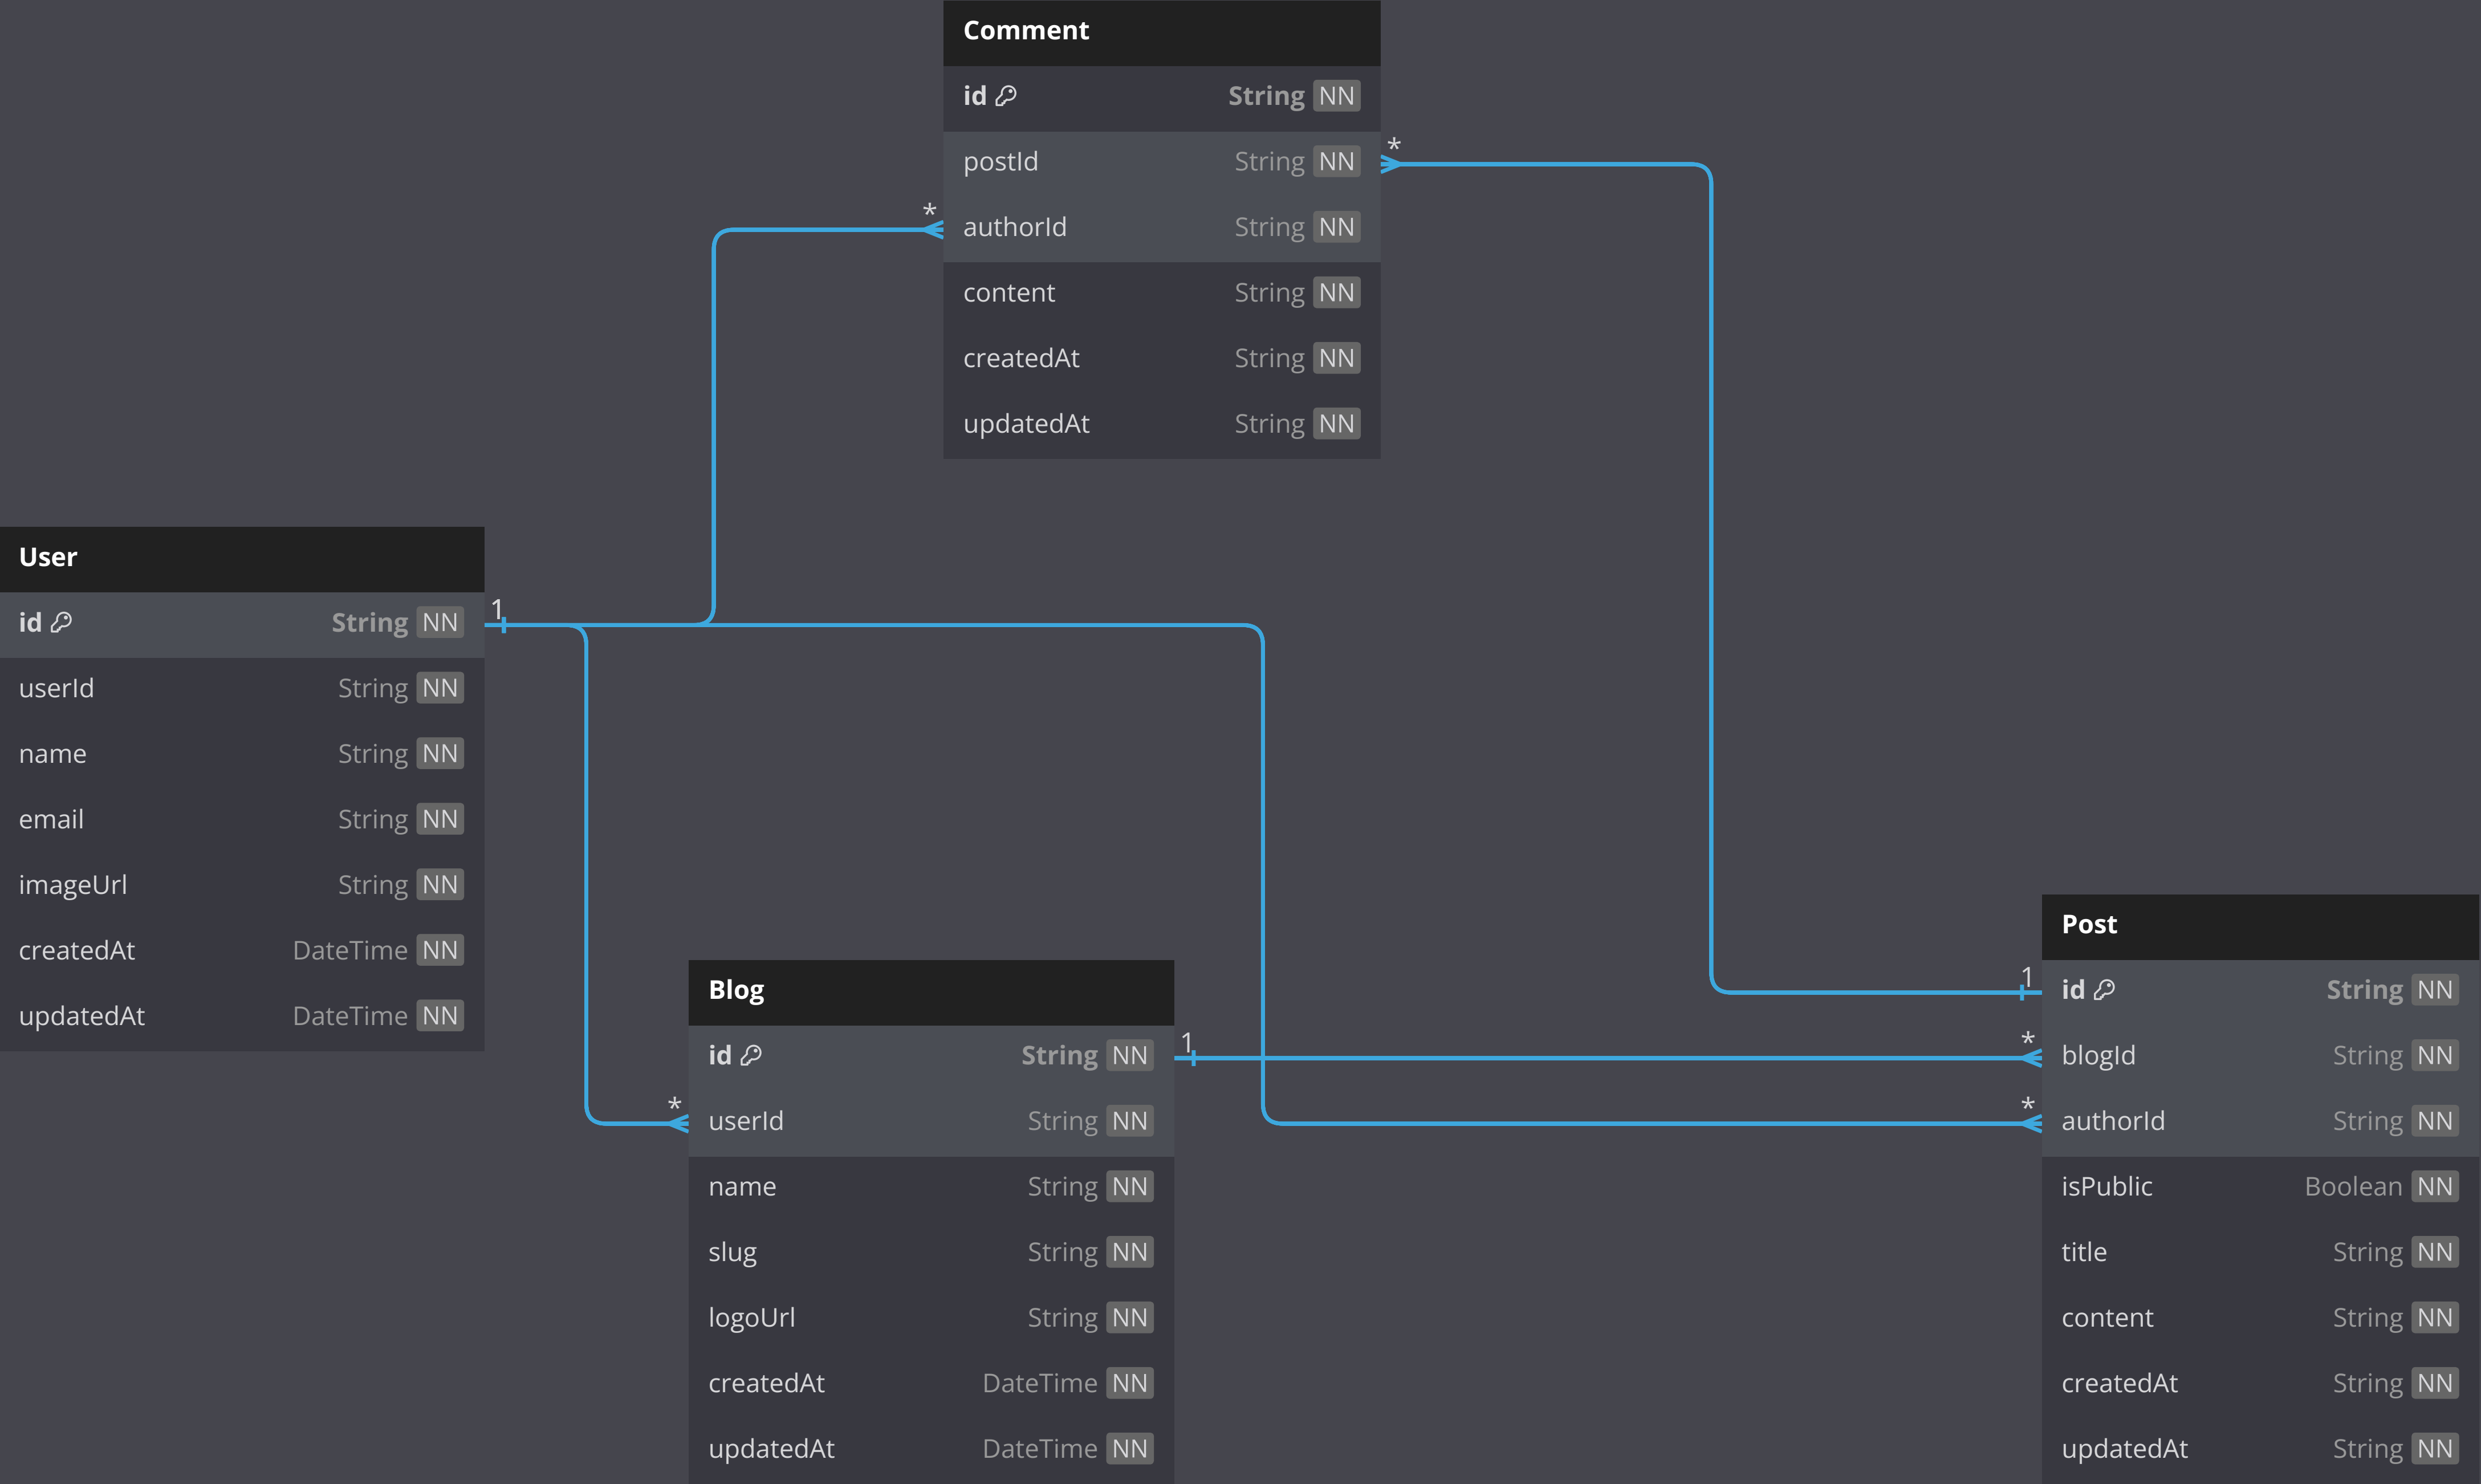 Comment
id String NN
postId String NN
authorId String NN
content String NN
createdAt String NN
updatedAt String NN
*
*
User
id String NN
userId String NN
name String NN
email String NN
imageUrl String NN
createdAt DateTime NN
updatedAt DateTime NN
1
Blog
id String NN
userId String NN
name String NN
slug String NN
logoUrl String NN
createdAt DateTime NN
updatedAt DateTime NN
1
*
Post
id String NN
blogId String NN
authorId String NN
isPublic Boolean NN
title String NN
content String NN
createdAt String NN
updatedAt String NN
1
*
*